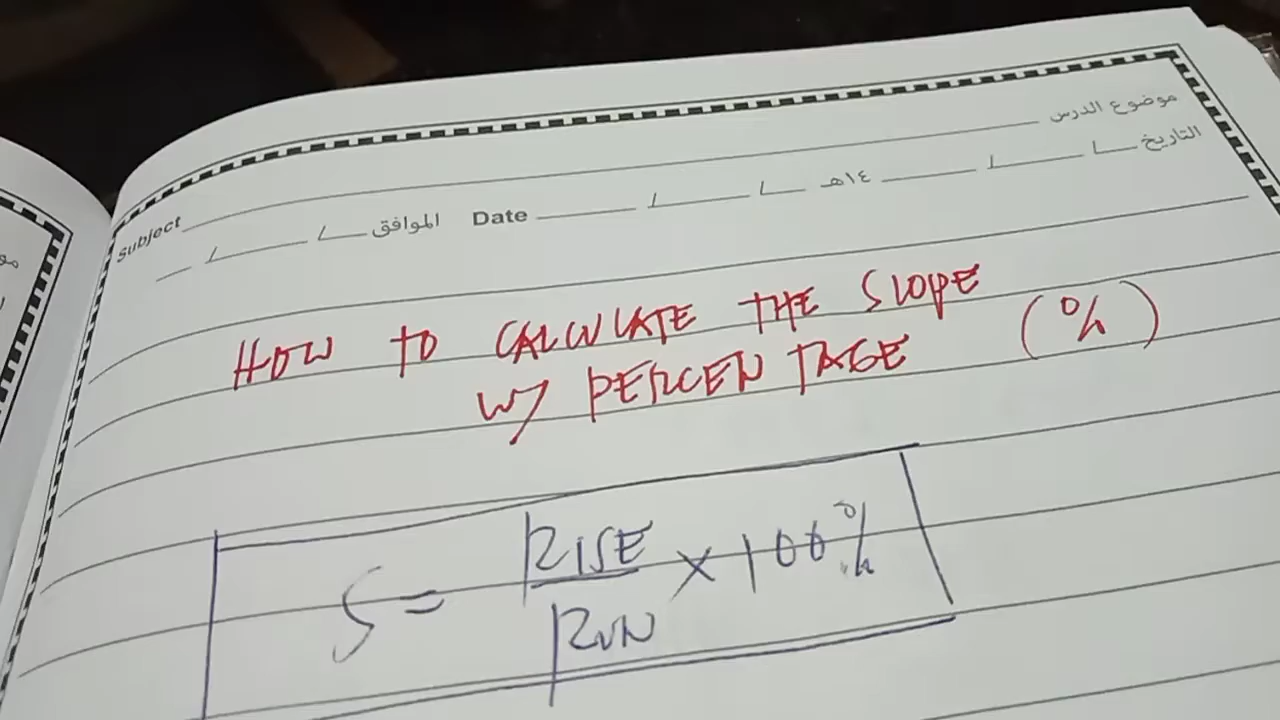 موضوع الدرس
Subject
التاريخ / / ١٤هـ / / Date الموافق / /
HOW TO CALCULATE THE SLOPE
W/ PERCENTAGE (%)
S = RISE × 100%
RUN